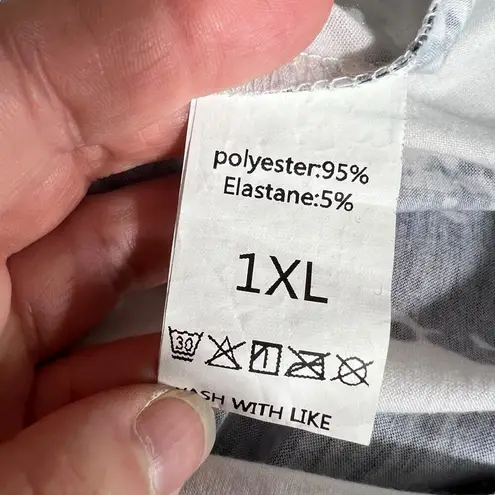 polyester:95%
Elastane:5%
1XL
30
WASH WITH LIKE